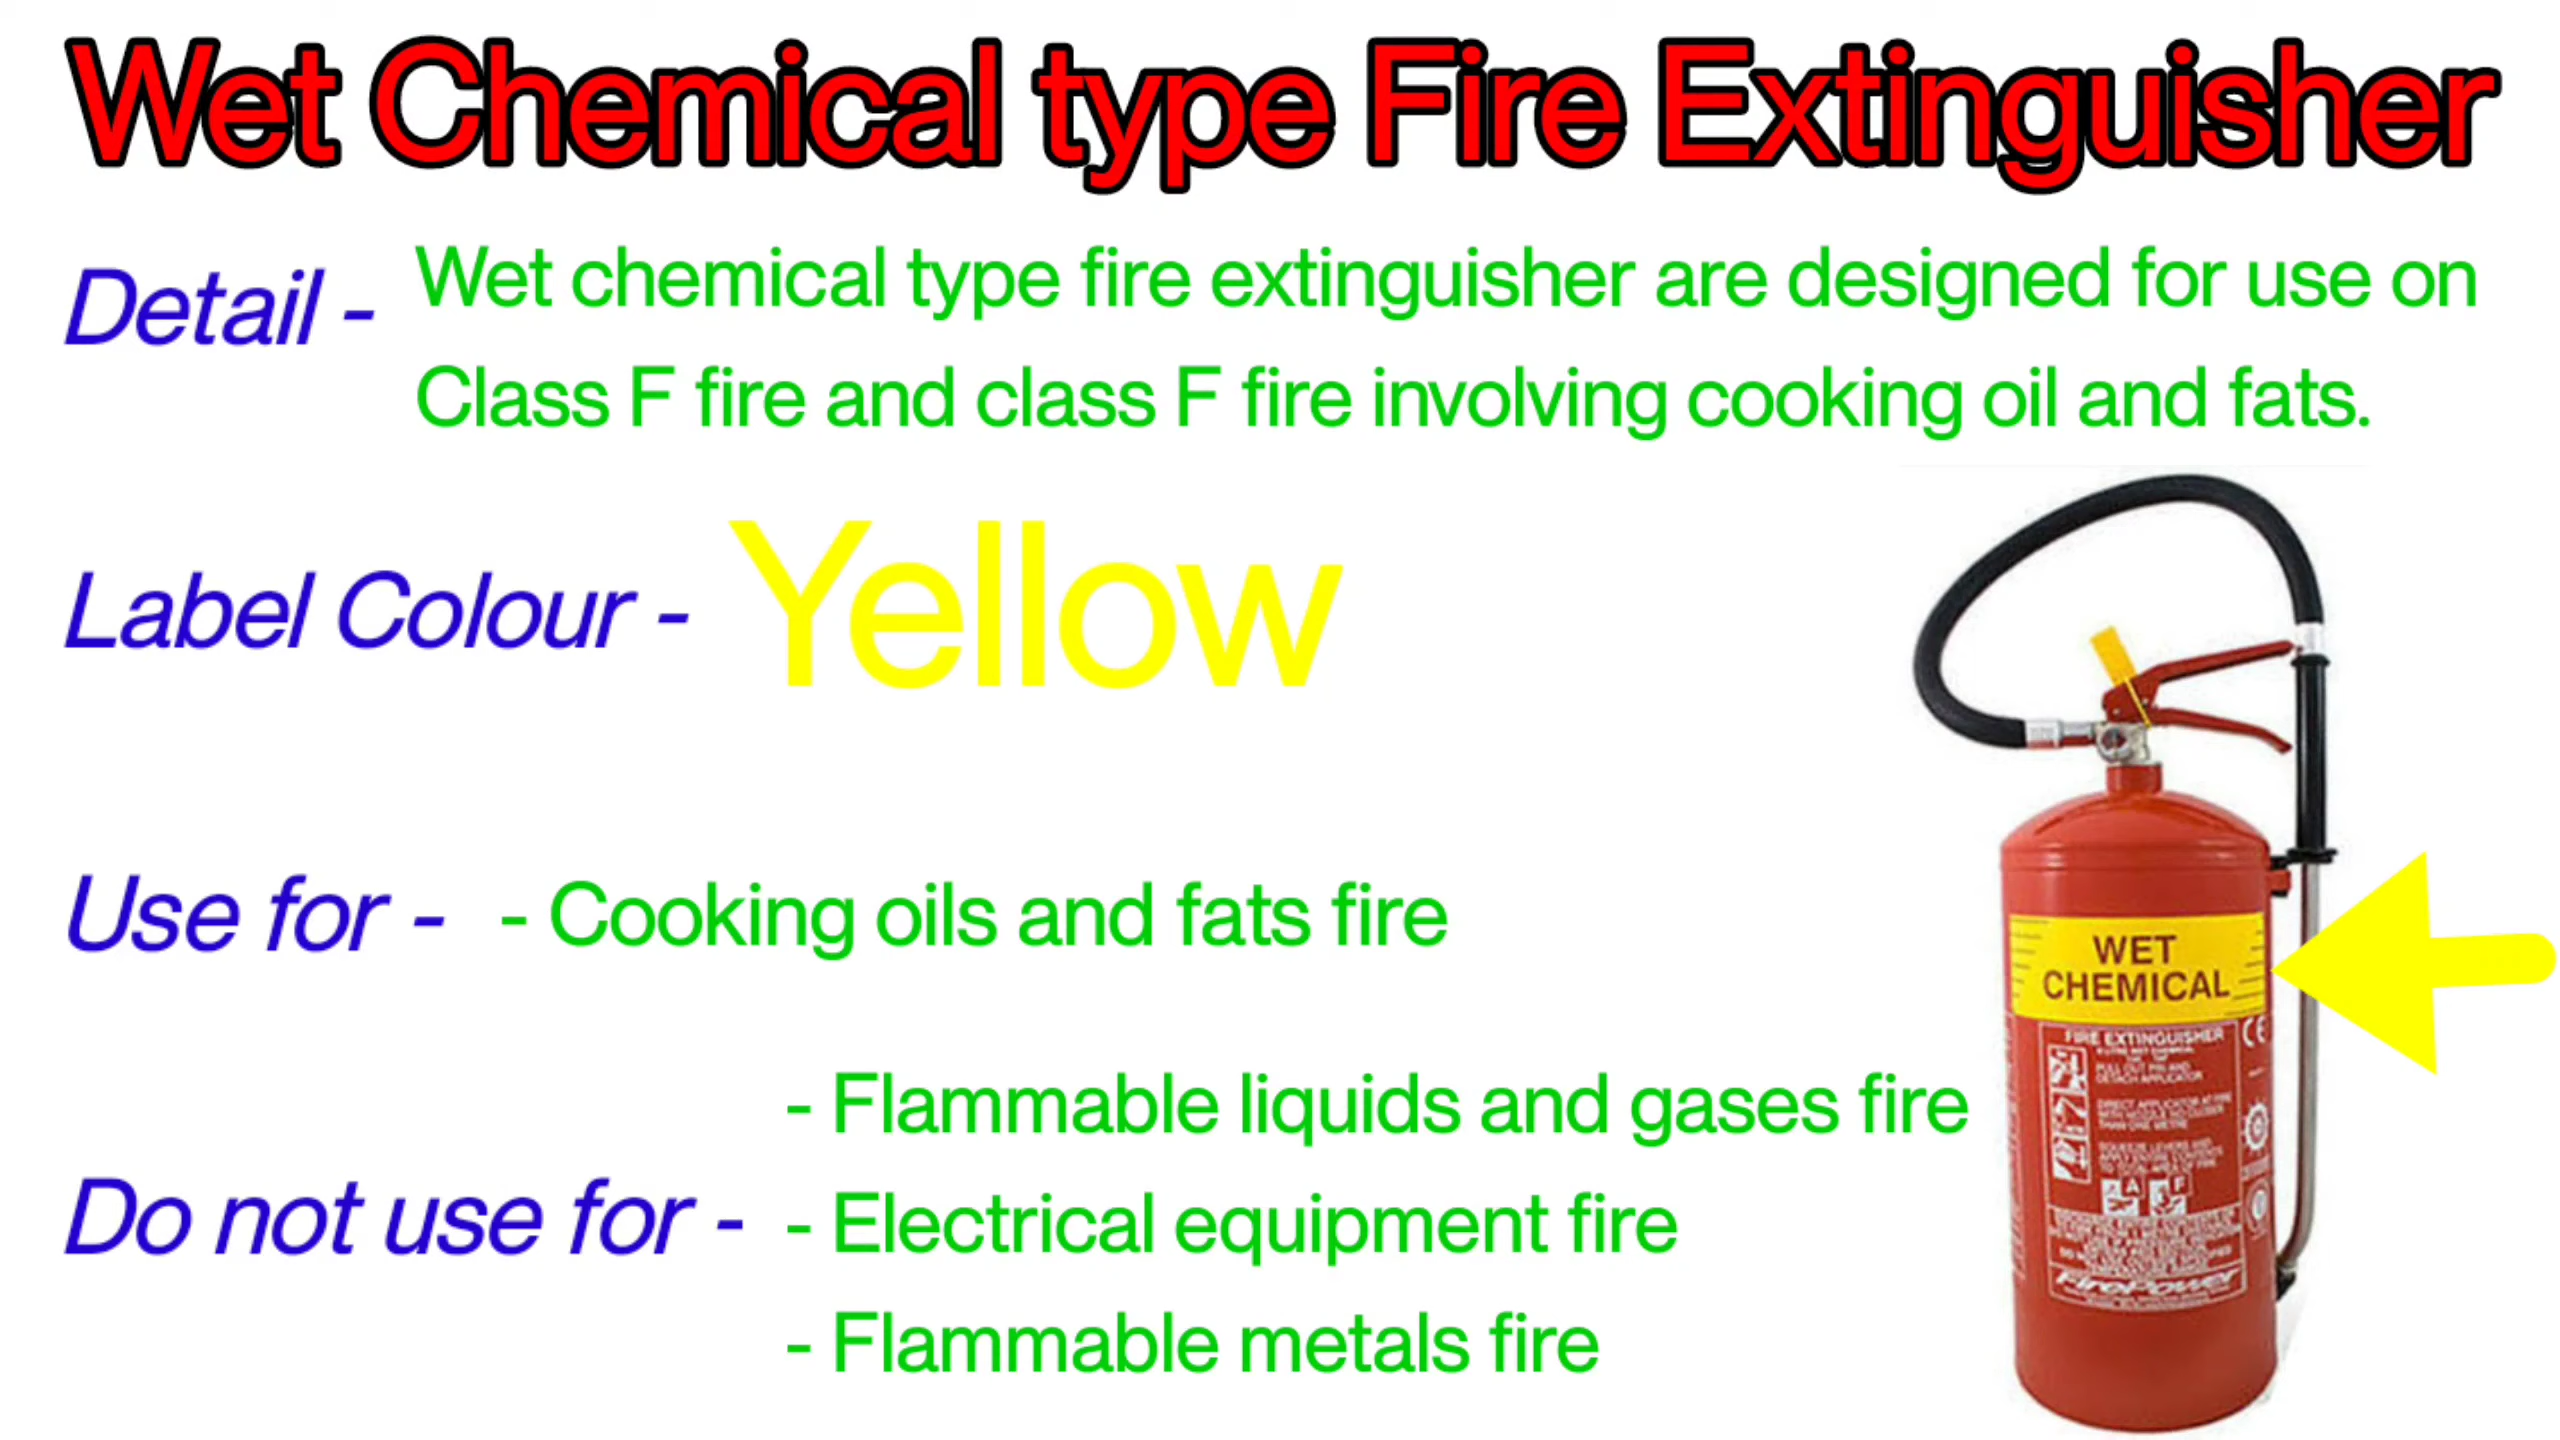 Wet Chemical type Fire Extinguisher
Detail -
Wet chemical type fire extinguisher are designed for use on
Class F fire and class F fire involving cooking oil and fats.
Label Colour - Yellow
Use for - - Cooking oils and fats fire
Do not use for -
- Flammable liquids and gases fire
- Electrical equipment fire
- Flammable metals fire
WET
CHEMICAL
FIRE EXTINGUISHER
CE
A F
FirePower